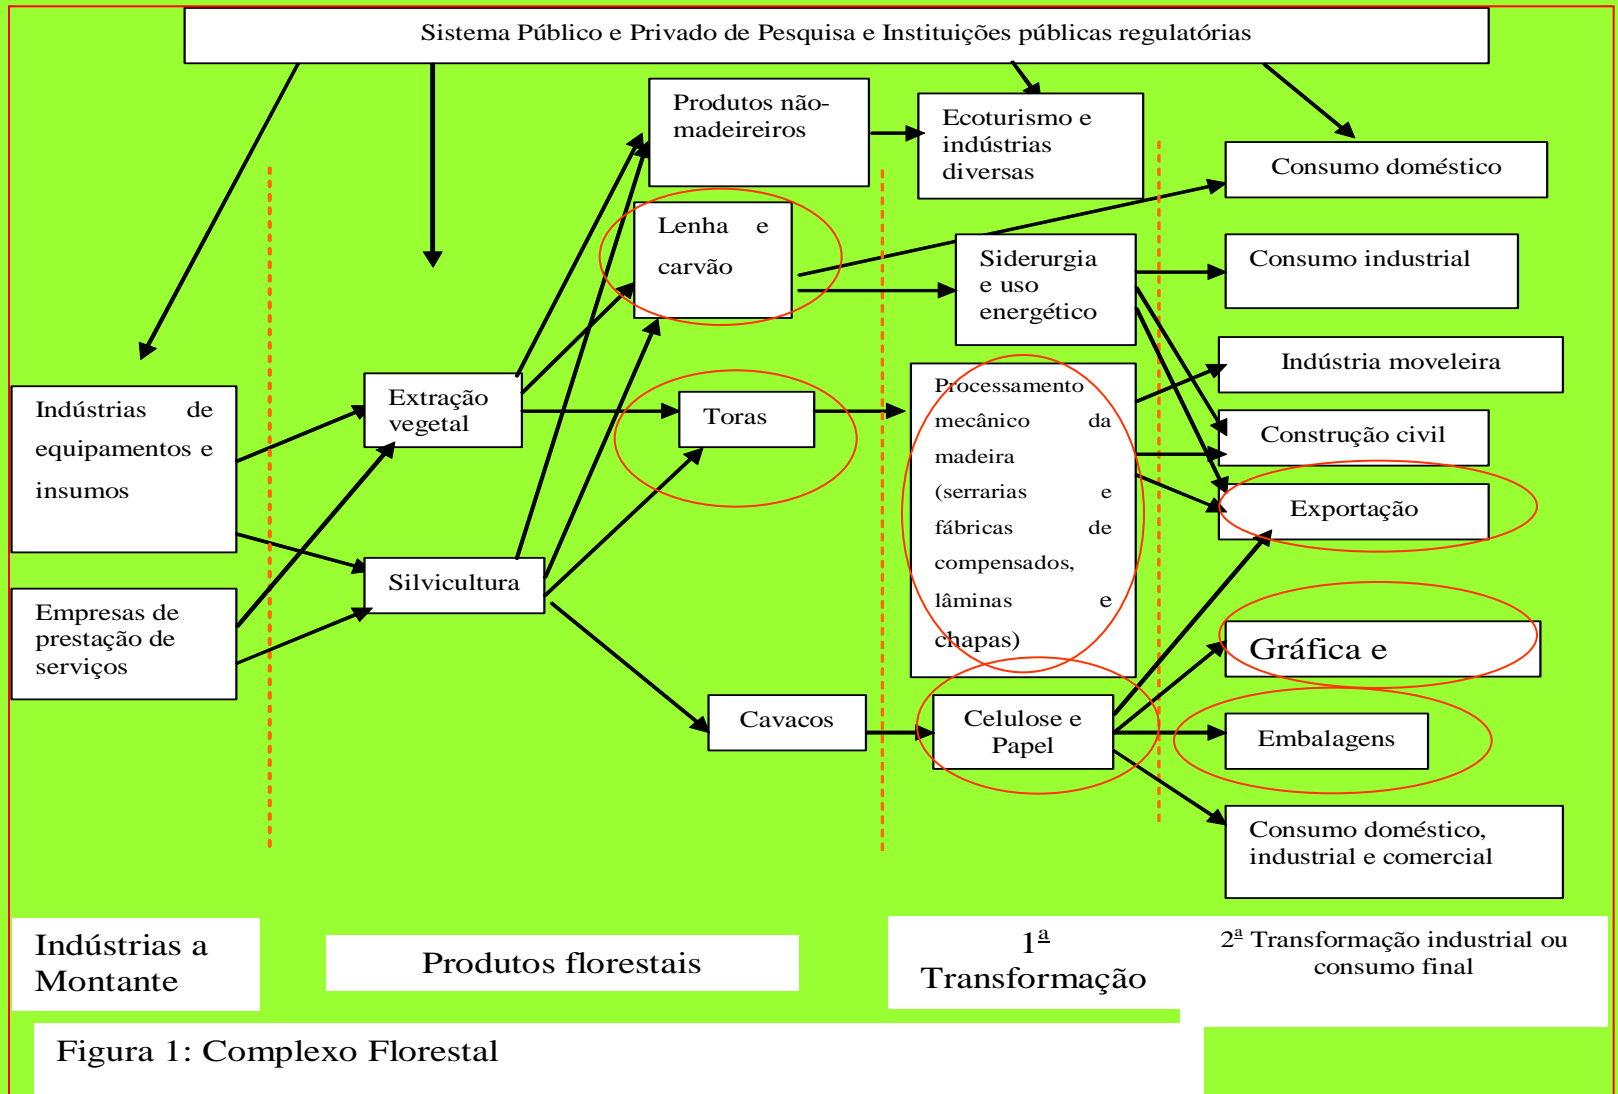 Sistema Público e Privado de Pesquisa e Instituições públicas regulatórias
Produtos não-
madeireiros
Ecoturismo e
indústrias
diversas
Consumo doméstico
Lenha e
carvão
Siderurgia
e uso
energético
Consumo industrial
Indústrias de
equipamentos e
insumos
Extração
vegetal
Toras
Processamento
mecânico da
madeira
(serrarias e
fábricas de
compensados,
lâminas e
chapas)
Indústria moveleira
Construção civil
Exportação
Empresas de
prestação de
serviços
Silvicultura
Gráfica e
Cavacos
Celulose e
Papel
Embalagens
Consumo doméstico,
industrial e comercial
Indústrias a
Montante
Produtos florestais
1ª
Transformação
2ª Transformação industrial ou
consumo final
Figura 1: Complexo Florestal